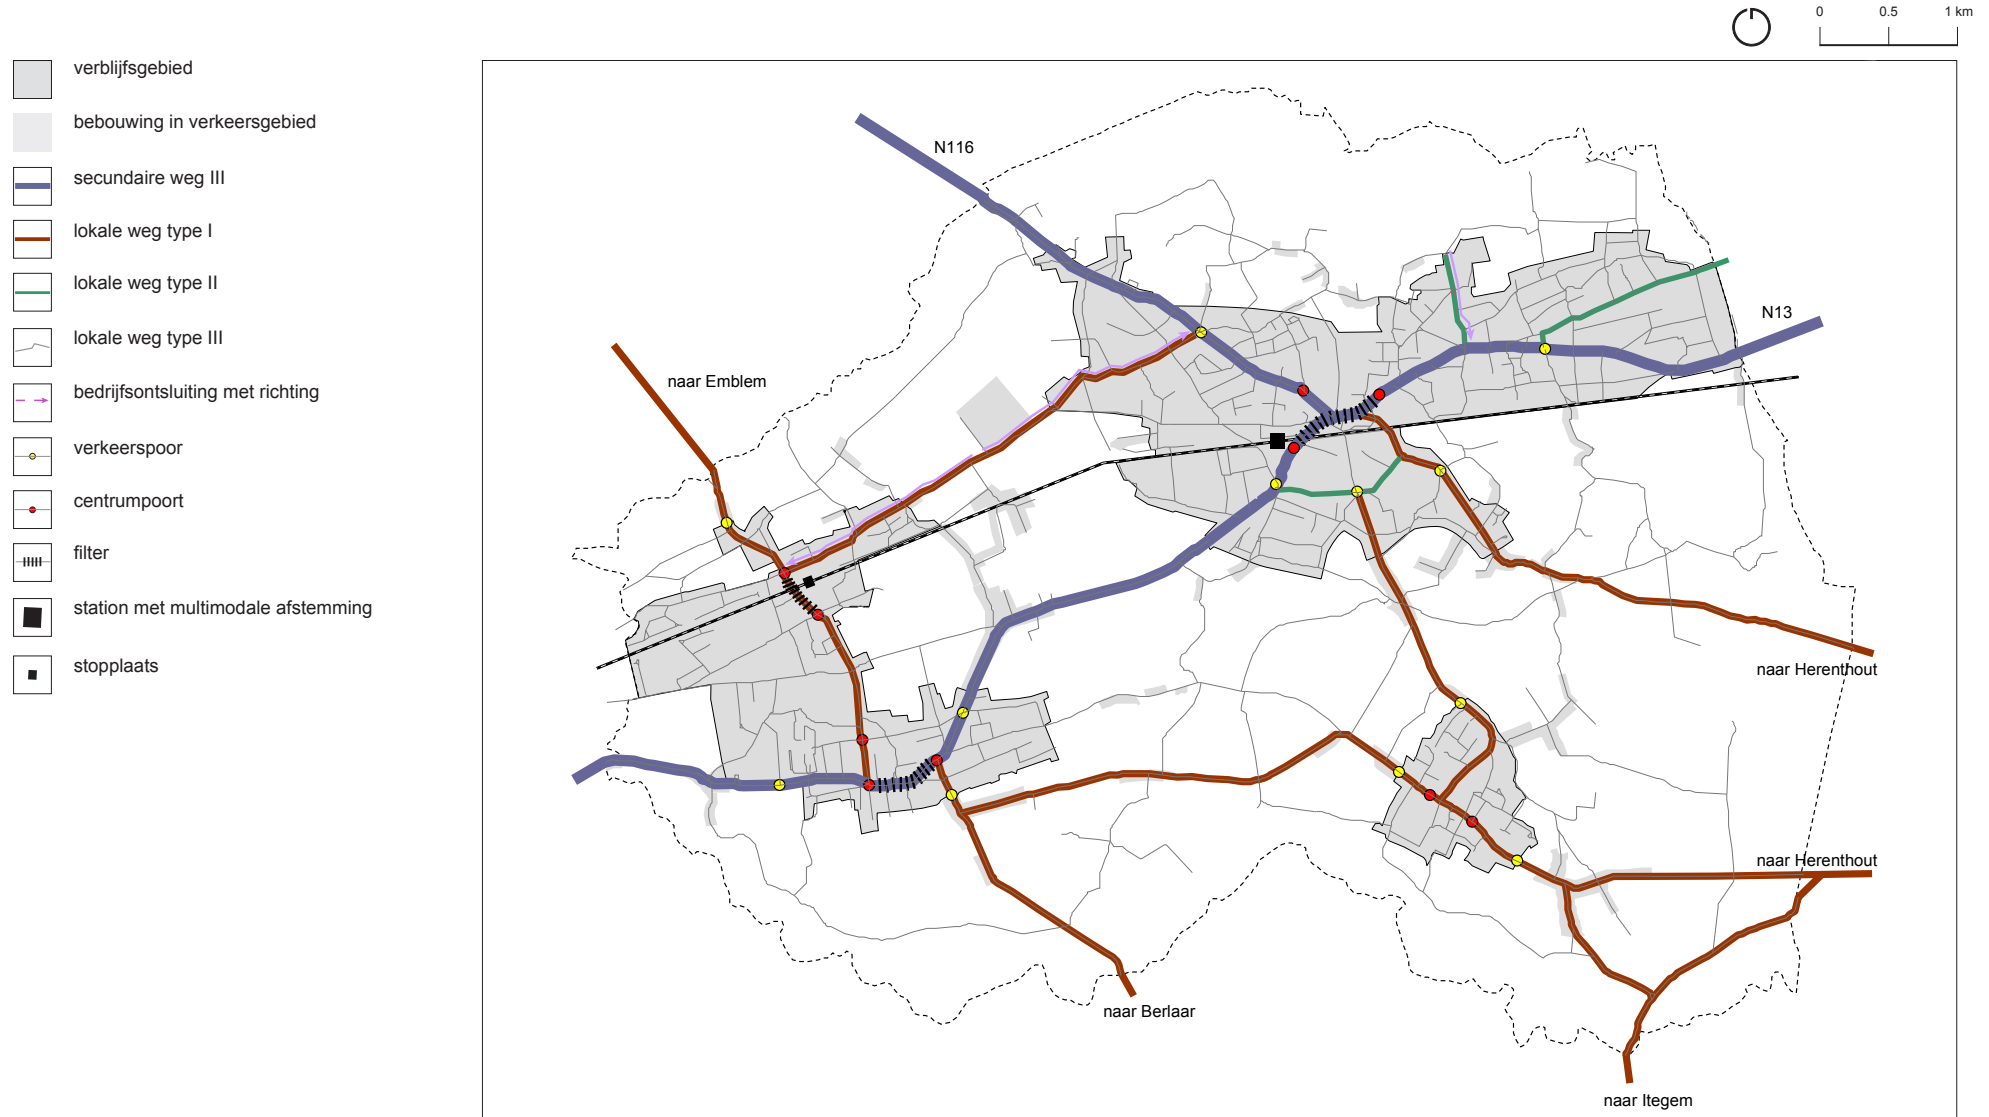 0 0.5 1 km
verblijfsgebied
bebouwing in verkeersgebied
secundaire weg III
lokale weg type I
lokale weg type II
lokale weg type III
bedrijfsontsluiting met richting
verkeerspoor
centrumpoort
filter
station met multimodale afstemming
stopplaats
N116
N13
naar Emblem
naar Herenthout
naar Herenthout
naar Berlaar
naar Itegem